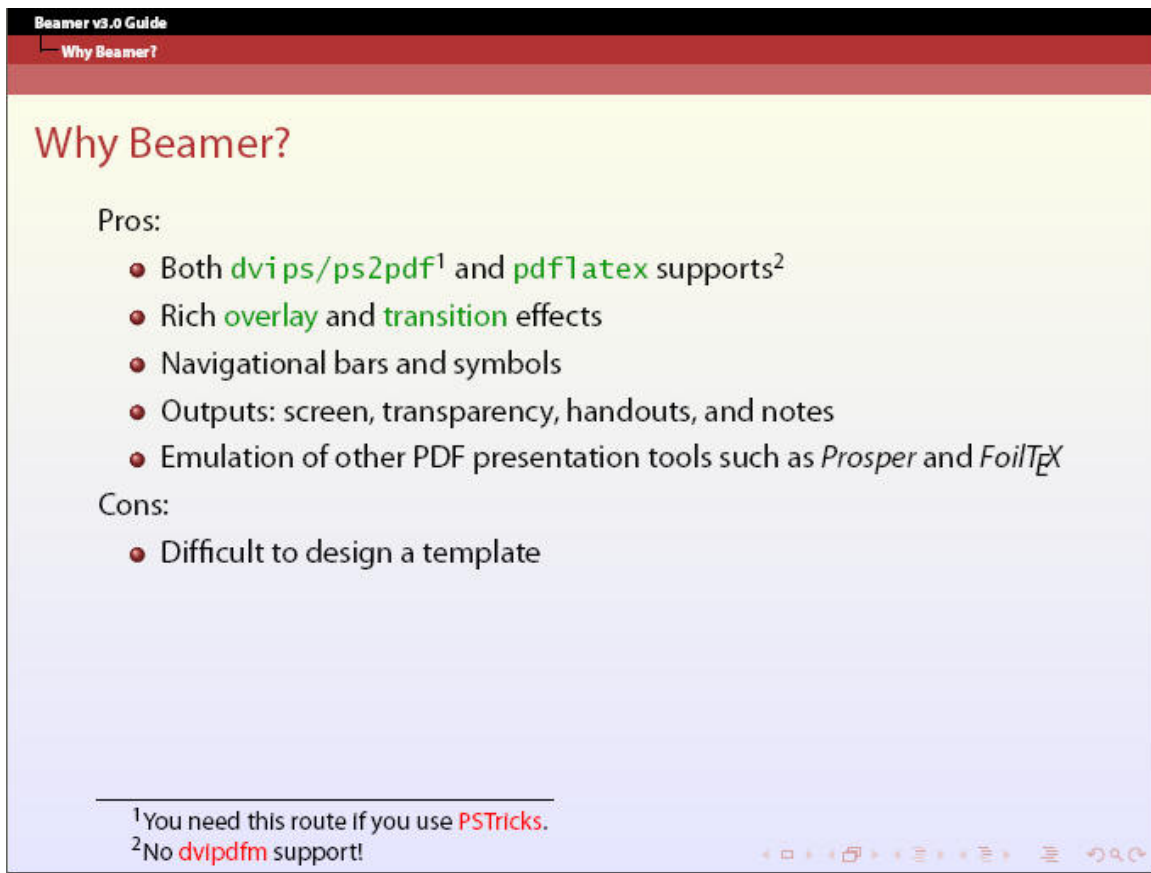 Beamer v3.0 Guide
Why Beamer?
Why Beamer?
Pros:
Both dvips/ps2pdf¹ and pdflatex supports²
Rich overlay and transition effects
Navigational bars and symbols
Outputs: screen, transparency, handouts, and notes
Emulation of other PDF presentation tools such as Prosper and FoilTEX
Cons:
Difficult to design a template
¹You need this route if you use PSTricks.
²No dvipdfm support!